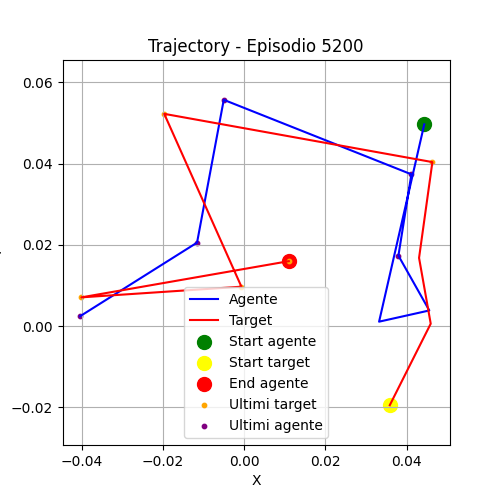 Trajectory - Episodio 5200
0.06
0.04
0.02
0.00
−0.02
−0.04
−0.02
0.00
0.02
0.04
X
Agente
Target
Start agente
Start target
End agente
Ultimi target
Ultimi agente